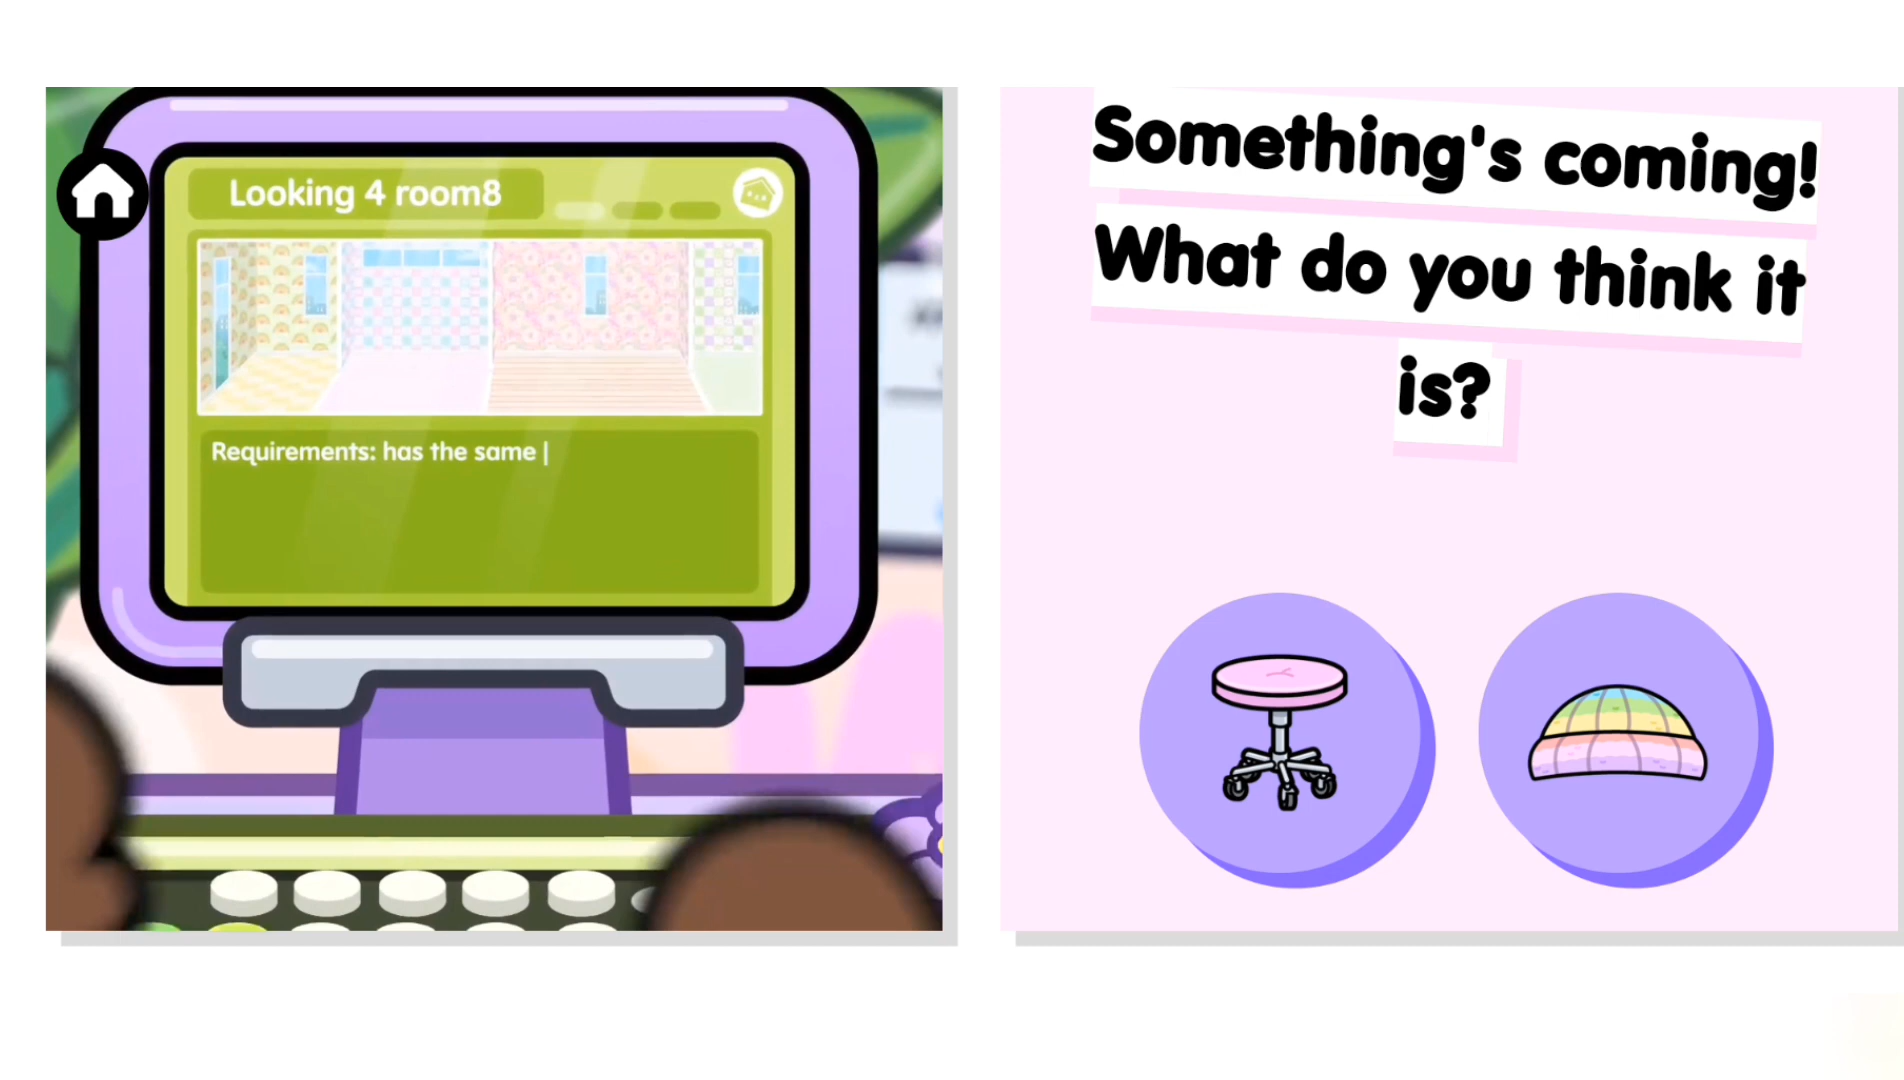 Looking 4 room8
Requirements: has the same |
Something's coming!
What do you think it
is?